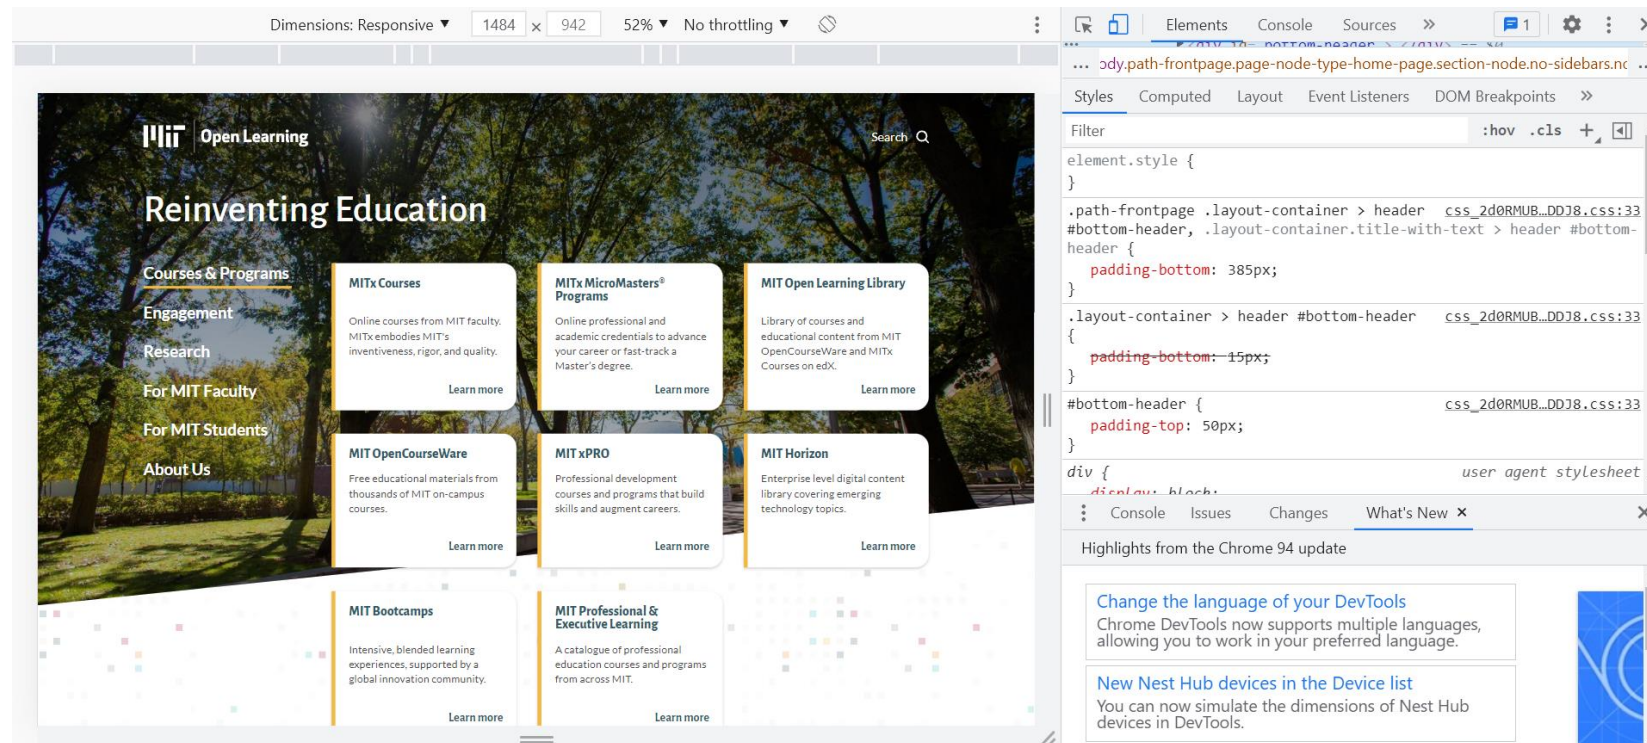 Dimensions: Responsive ▼ 1484 × 942 52% ▼ No throttling ▼
MIT Open Learning
Search
Reinventing Education
Courses & Programs
Engagement
Research
For MIT Faculty
For MIT Students
About Us
MITx Courses
Online courses from MIT faculty.
MITx embodies MIT's
inventiveness, rigor, and quality.
Learn more
MITx MicroMasters®
Programs
Online professional and
academic credentials to advance
your career or fast-track a
Master's degree.
Learn more
MIT Open Learning Library
Library of courses and
educational content from MIT
OpenCourseWare and MITx
Courses on edX.
Learn more
MIT OpenCourseWare
Free educational materials from
thousands of MIT on-campus
courses.
Learn more
MIT xPRO
Professional development
courses and programs that build
skills and augment careers.
Learn more
MIT Horizon
Enterprise level digital content
library covering emerging
technology topics.
Learn more
MIT Bootcamps
Intensive, blended learning
experiences, supported by a
global innovation community.
Learn more
MIT Professional &
Executive Learning
A catalogue of professional
education courses and programs
from across MIT.
Learn more
Elements Console Sources » 1
... <div id="bottom-header"> </div> == $0
... ody.path-frontpage.page-node-type-home-page.section-node.no-sidebars.no ...
Styles Computed Layout Event Listeners DOM Breakpoints »
Filter :hov .cls +
element.style {
}
.path-frontpage .layout-container > header css_2d0RMUB…DDJ8.css:33
#bottom-header, .layout-container.title-with-text > header #bottom-
header {
padding-bottom: 385px;
}
.layout-container > header #bottom-header css_2d0RMUB…DDJ8.css:33
{
padding-bottom: 15px;
}
#bottom-header { css_2d0RMUB…DDJ8.css:33
padding-top: 50px;
}
div { user agent stylesheet
display: block;
Console Issues Changes What's New ×
Highlights from the Chrome 94 update
Change the language of your DevTools
Chrome DevTools now supports multiple languages,
allowing you to work in your preferred language.
New Nest Hub devices in the Device list
You can now simulate the dimensions of Nest Hub
devices in DevTools.